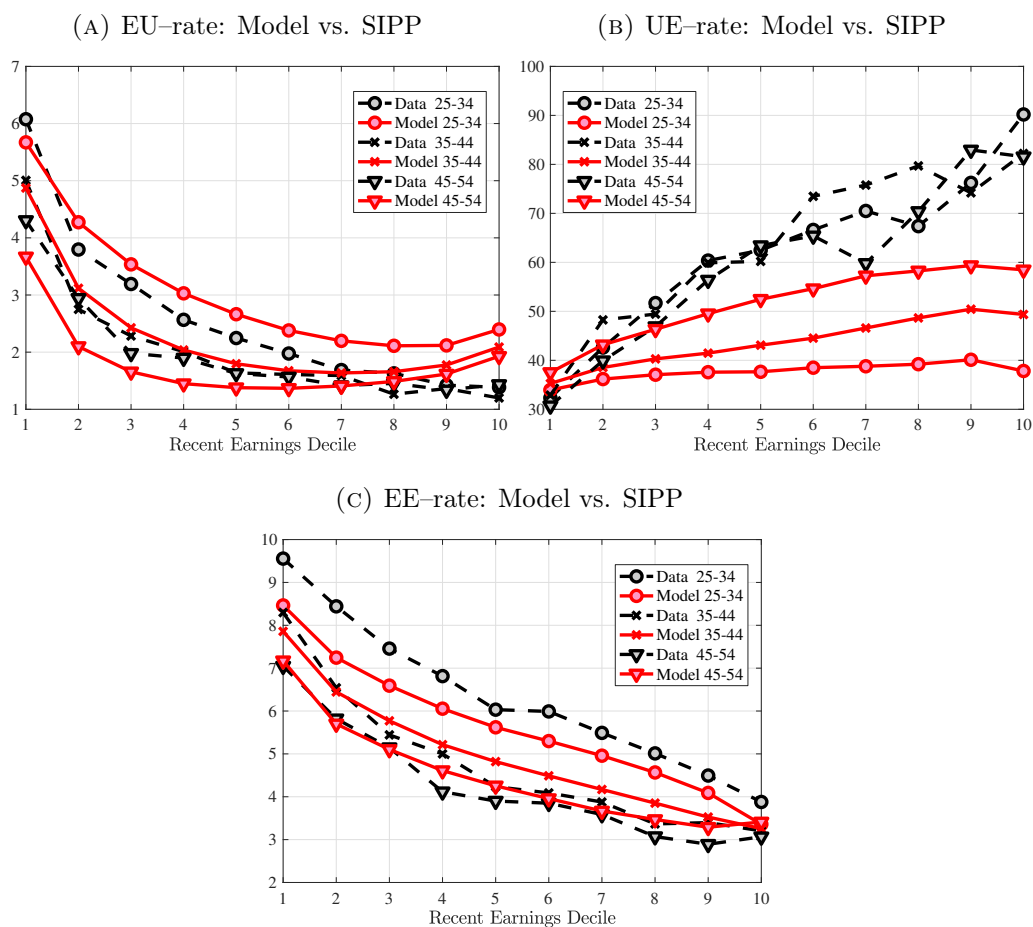 (A) EU–rate: Model vs. SIPP
7
6
5
4
3
2
1
1 2 3 4 5 6 7 8 9 10
Recent Earnings Decile
Data 25-34
Model 25-34
Data 35-44
Model 35-44
Data 45-54
Model 45-54
(B) UE–rate: Model vs. SIPP
100
90
80
70
60
50
40
30
1 2 3 4 5 6 7 8 9 10
Recent Earnings Decile
Data 25-34
Model 25-34
Data 35-44
Model 35-44
Data 45-54
Model 45-54
(C) EE–rate: Model vs. SIPP
10
9
8
7
6
5
4
3
2
1 2 3 4 5 6 7 8 9 10
Recent Earnings Decile
Data 25-34
Model 25-34
Data 35-44
Model 35-44
Data 45-54
Model 45-54